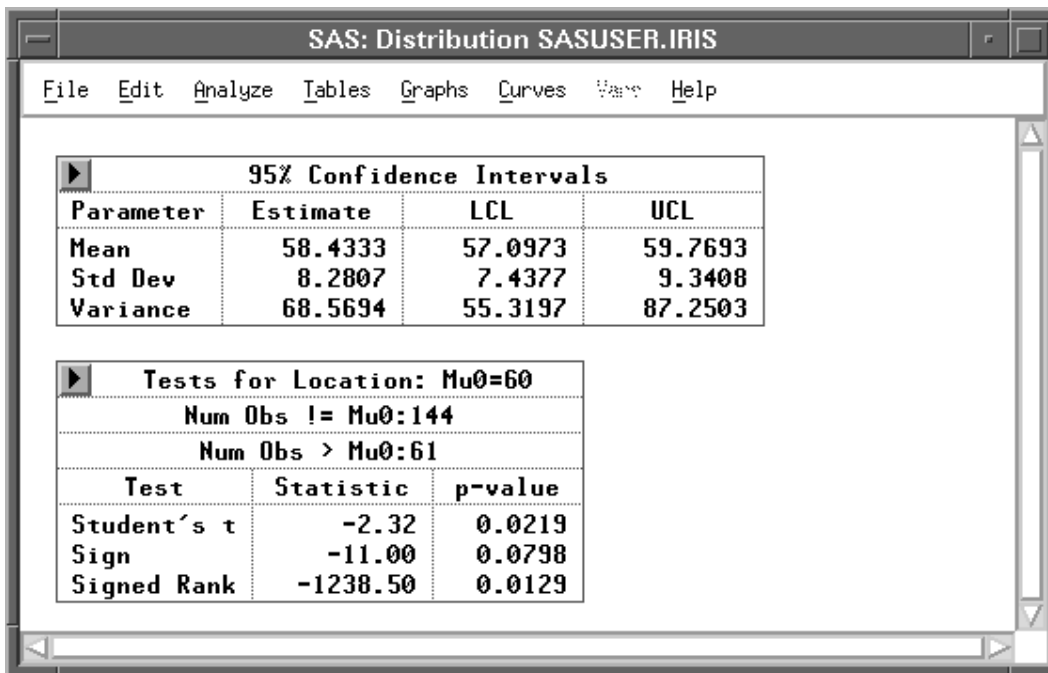 SAS: Distribution SASUSER.IRIS
File Edit Analyze Tables Graphs Curves Vars Help
95% Confidence Intervals
Parameter Estimate LCL UCL
Mean 58.4333 57.0973 59.7693
Std Dev 8.2807 7.4377 9.3408
Variance 68.5694 55.3197 87.2503
Tests for Location: Mu0=60
Num Obs != Mu0:144
Num Obs > Mu0:61
Test Statistic p-value
Student's t -2.32 0.0219
Sign -11.00 0.0798
Signed Rank -1238.50 0.0129